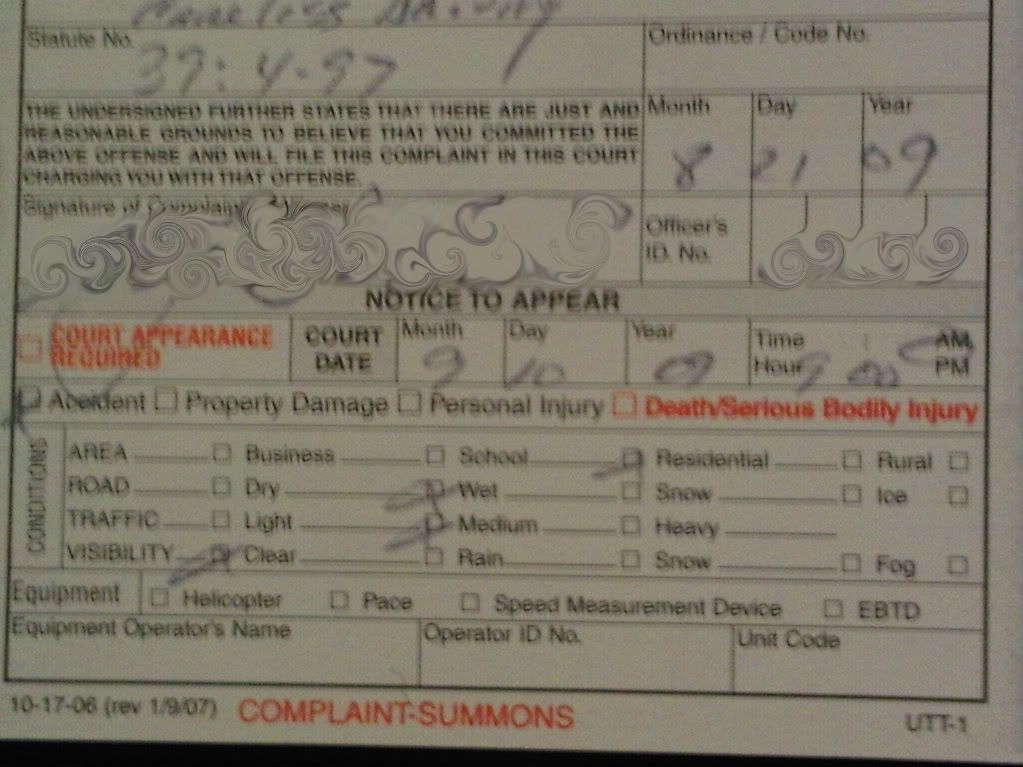 Careless Driving
Statute No. Ordinance / Code No.
39:4-97
THE UNDERSIGNED FURTHER STATES THAT THERE ARE JUST AND
REASONABLE GROUNDS TO BELIEVE THAT YOU COMMITTED THE
ABOVE OFFENSE AND WILL FILE THIS COMPLAINT IN THIS COURT
CHARGING YOU WITH THAT OFFENSE.
Month Day Year
8 21 09
Signature of
Officer's
ID. No.
NOTICE TO APPEAR
COURT APPEARANCE
REQUIRED
COURT
DATE
Month Day Year
9 10 09
Time
Hour 9 00 AM
PM
Accident Property Damage Personal Injury Death/Serious Bodily Injury
CONDITIONS
AREA Business School Residential Rural
ROAD Dry Wet Snow Ice
TRAFFIC Light Medium Heavy
VISIBILITY Clear Rain Snow Fog
Equipment Helicopter Pace Speed Measurement Device EBTD
Equipment Operator's Name Operator ID No. Unit Code
10-17-06 (rev 1/9/07) COMPLAINT-SUMMONS UTT-1